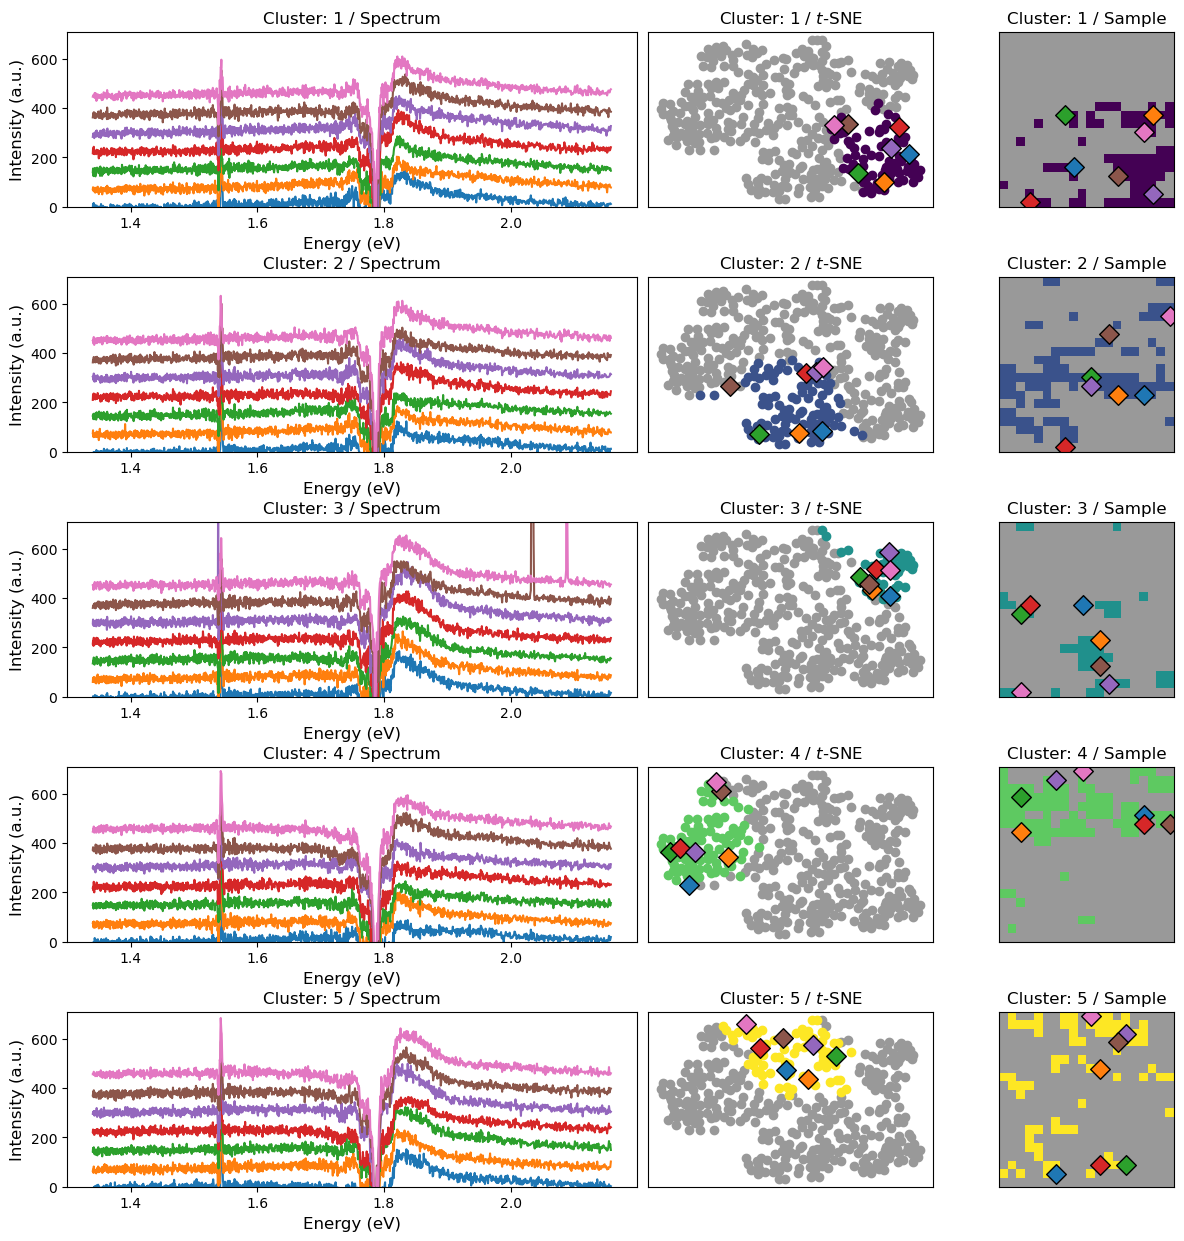 Cluster: 1 / Spectrum
Cluster: 1 / t-SNE
Cluster: 1 / Sample
Intensity (a.u.)
600
400
200
0
1.4
1.6
1.8
2.0
Energy (eV)
Cluster: 2 / Spectrum
Cluster: 2 / t-SNE
Cluster: 2 / Sample
Intensity (a.u.)
600
400
200
0
1.4
1.6
1.8
2.0
Energy (eV)
Cluster: 3 / Spectrum
Cluster: 3 / t-SNE
Cluster: 3 / Sample
Intensity (a.u.)
600
400
200
0
1.4
1.6
1.8
2.0
Energy (eV)
Cluster: 4 / Spectrum
Cluster: 4 / t-SNE
Cluster: 4 / Sample
Intensity (a.u.)
600
400
200
0
1.4
1.6
1.8
2.0
Energy (eV)
Cluster: 5 / Spectrum
Cluster: 5 / t-SNE
Cluster: 5 / Sample
Intensity (a.u.)
600
400
200
0
1.4
1.6
1.8
2.0
Energy (eV)